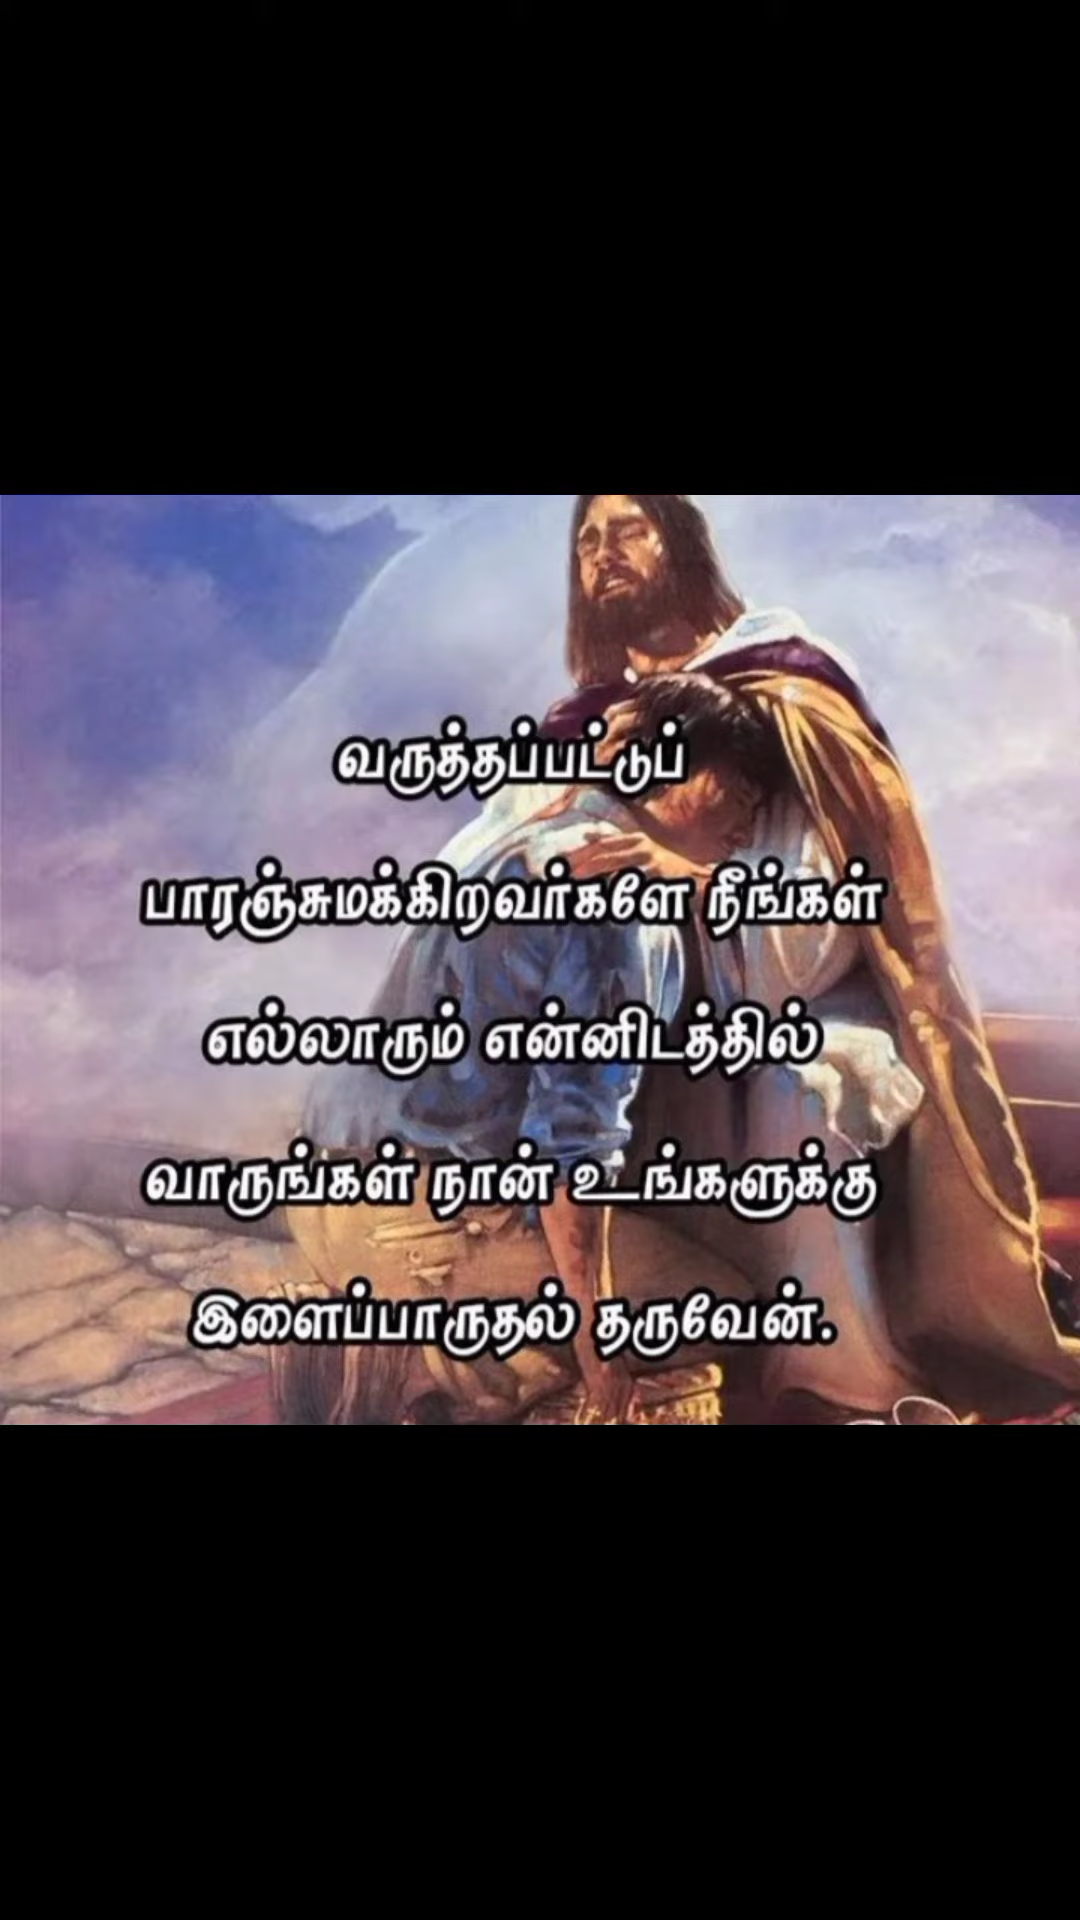 வருத்தப்பட்டுப்
பாரஞ்சுமக்கிறவர்களே நீங்கள்
எல்லாரும் என்னிடத்தில்
வாருங்கள் நான் உங்களுக்கு
இளைப்பாருதல் தருவேன்.